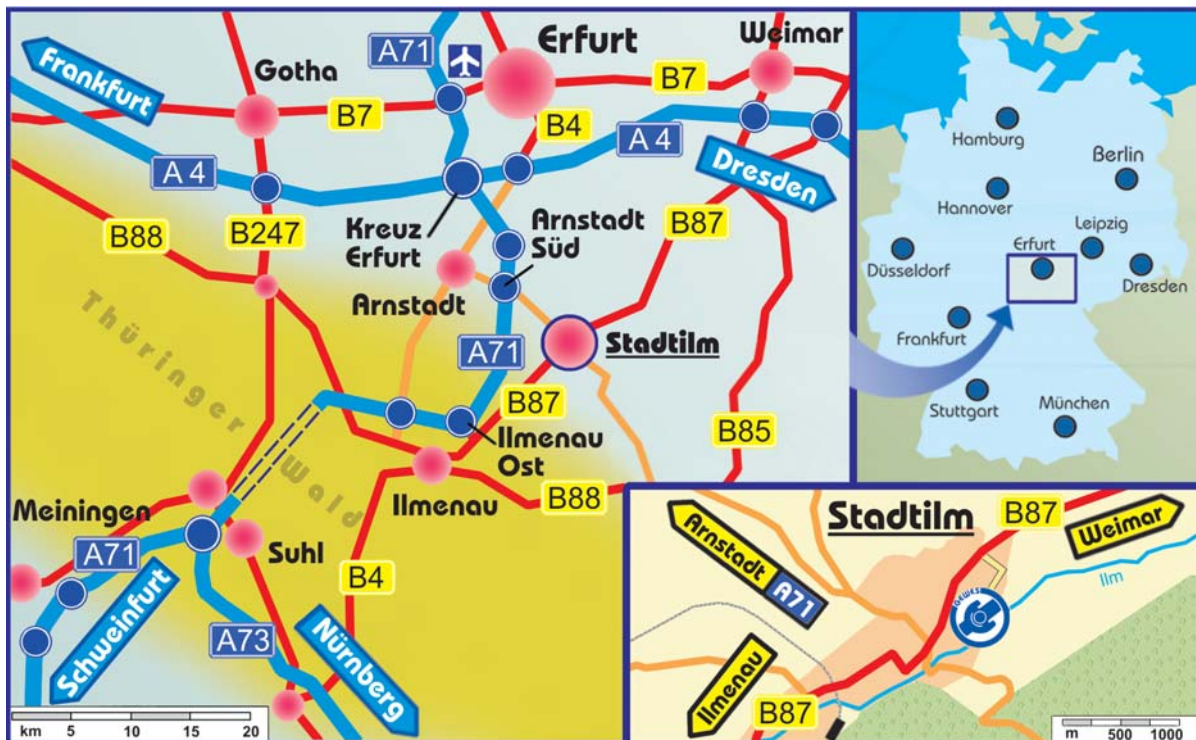 A71
Erfurt
Weimar
Frankfurt
Gotha
B7
B7
B4
A 4
A 4
Dresden
B88
B247
Kreuz
Erfurt
Arnstadt
Süd
B87
Arnstadt
Thüringer Wald
A71
Stadtilm
B87
Ilmenau
Ost
B85
Meiningen
Ilmenau
B88
A71
Suhl
B4
Schweinfurt
A73
Nürnberg
km 5 10 15 20
Hamburg
Berlin
Hannover
Leipzig
Erfurt
Düsseldorf
Dresden
Frankfurt
Stuttgart
München
Stadtilm
B87
Weimar
Arnstadt A71
Ilm
GEWES
Ilmenau
B87
m 500 1000